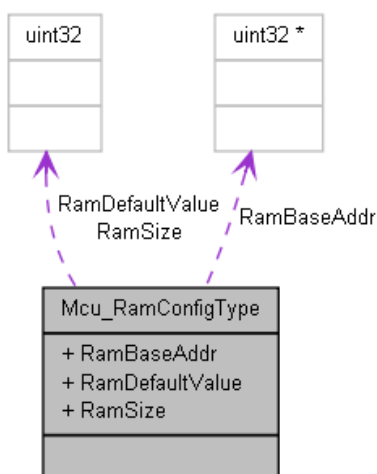 uint32
uint32 *
RamDefaultValue
RamSize
RamBaseAddr
Mcu_RamConfigType
+ RamBaseAddr
+ RamDefaultValue
+ RamSize